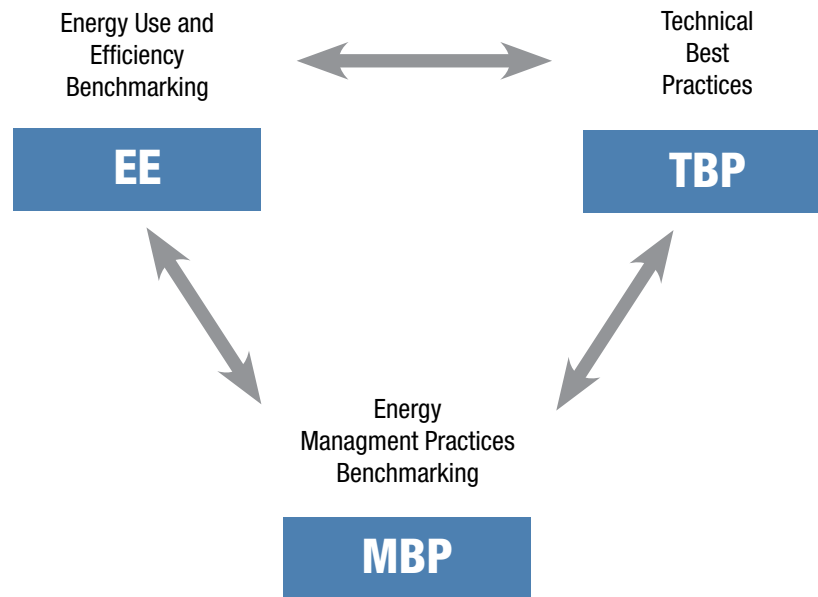 Energy Use and
Efficiency
Benchmarking
EE
Technical
Best
Practices
TBP
Energy
Managment Practices
Benchmarking
MBP